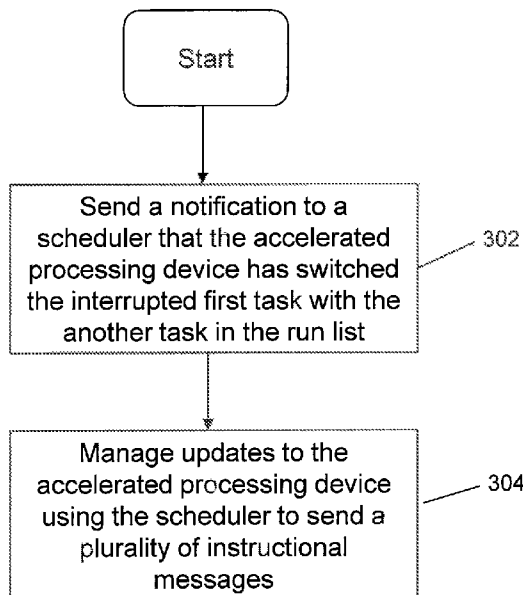 Start
Send a notification to a
scheduler that the accelerated
processing device has switched
the interrupted first task with the
another task in the run list
302
Manage updates to the
accelerated processing device
using the scheduler to send a
plurality of instructional
messages
304